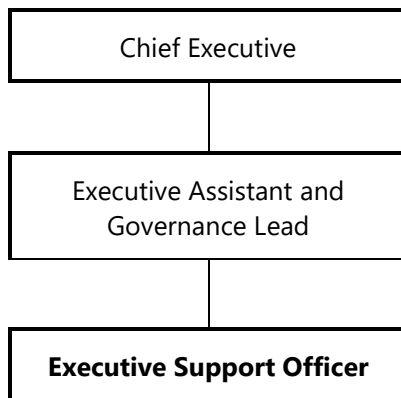 Chief Executive
Executive Assistant and
Governance Lead
Executive Support Officer